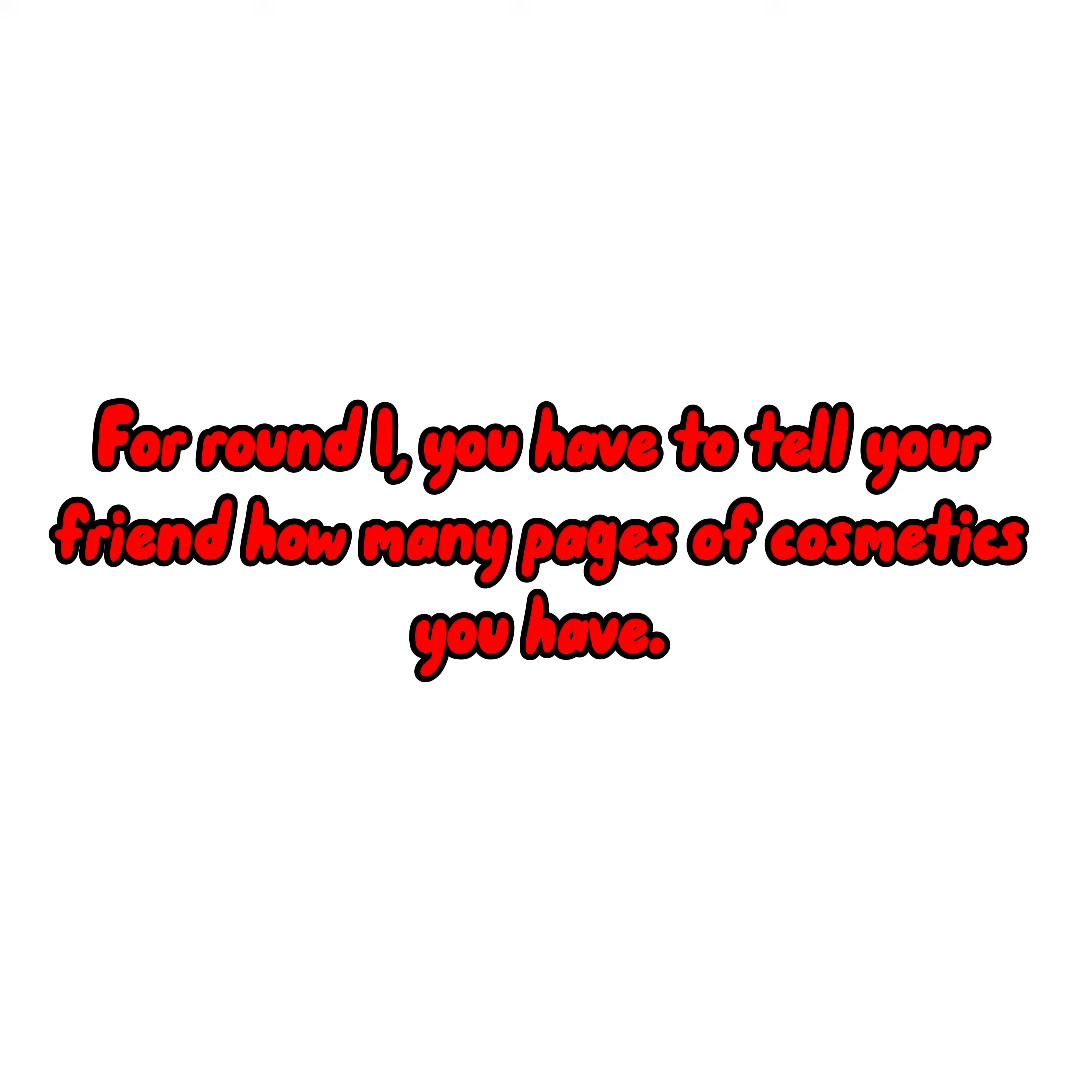 For round 1, you have to tell your
friend how many pages of cosmetics
you have.